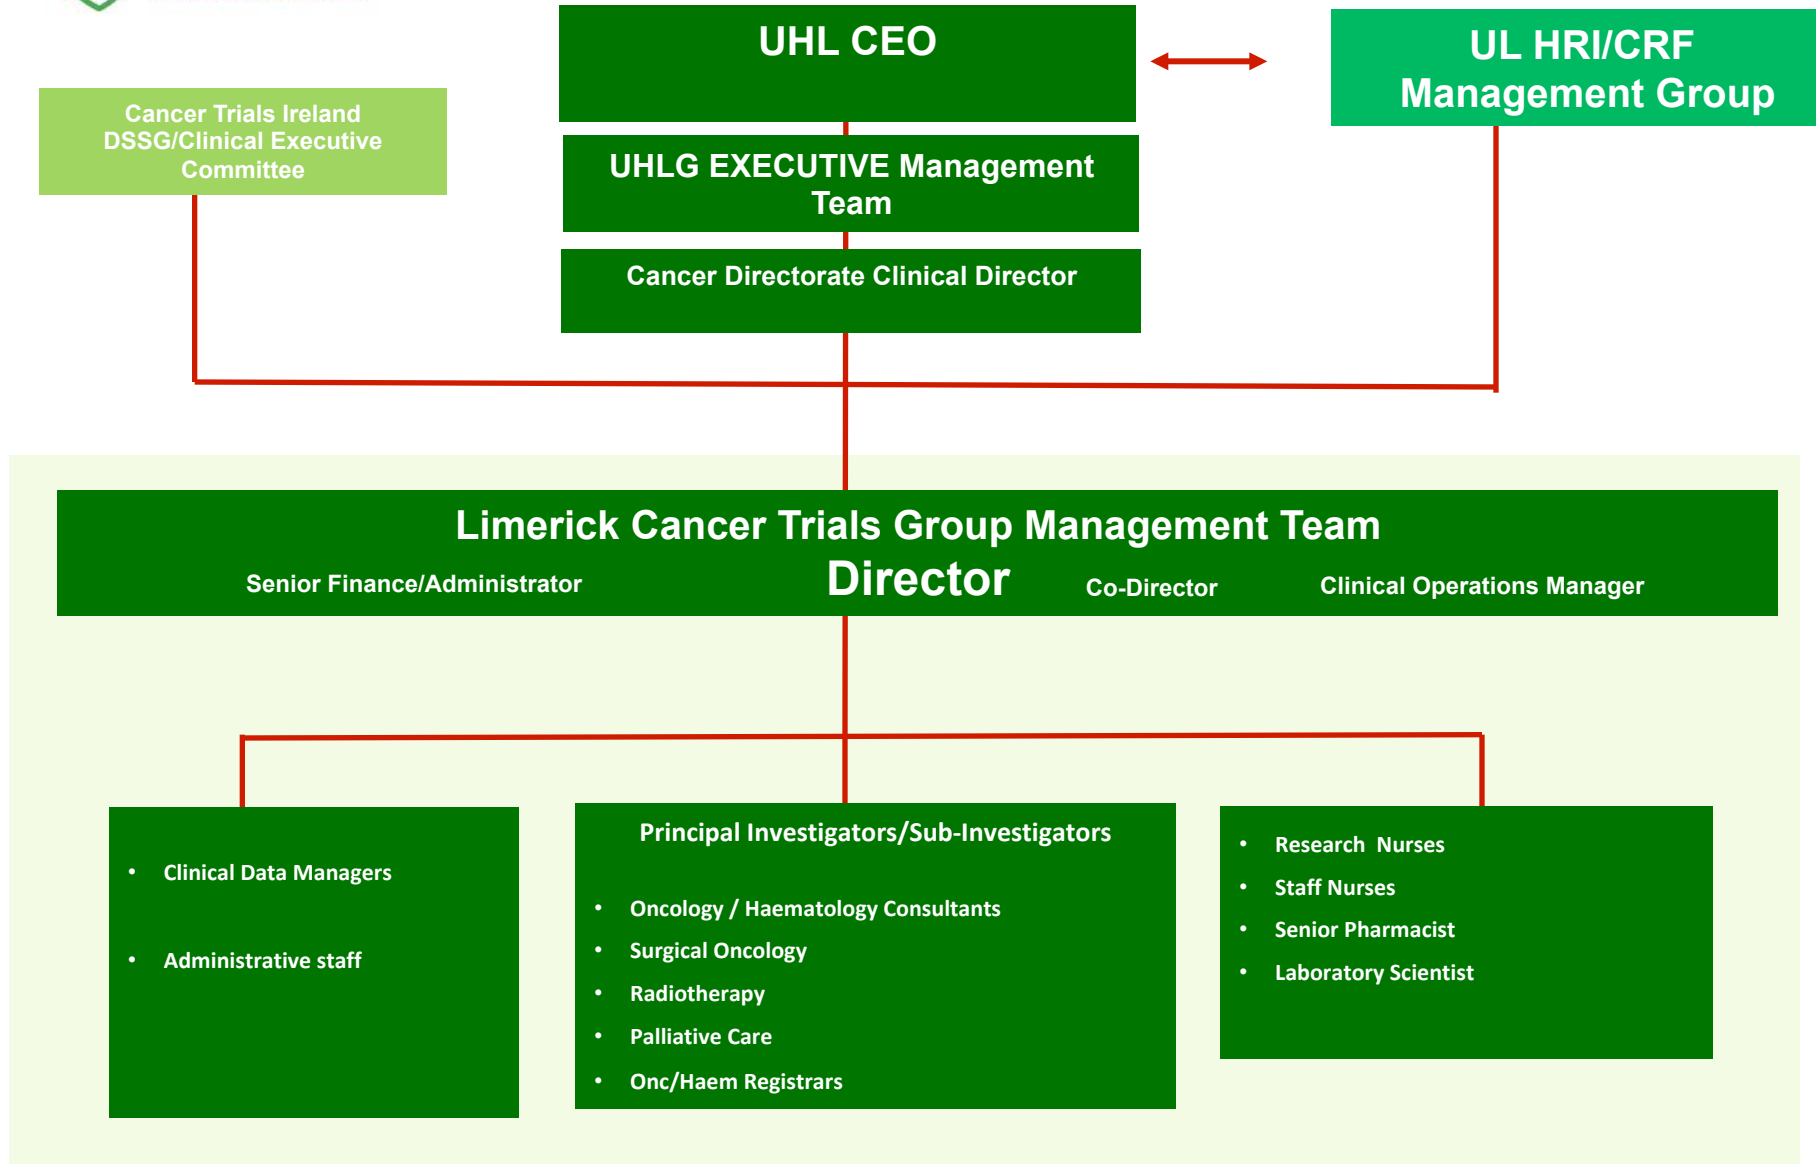 UHL CEO
UL HRI/CRF
Management Group
Cancer Trials Ireland
DSSG/Clinical Executive
Committee
UHLG EXECUTIVE Management
Team
Cancer Directorate Clinical Director
Limerick Cancer Trials Group Management Team
Senior Finance/Administrator Director Co-Director Clinical Operations Manager
• Clinical Data Managers
• Administrative staff
Principal Investigators/Sub-Investigators
• Oncology / Haematology Consultants
• Surgical Oncology
• Radiotherapy
• Palliative Care
• Onc/Haem Registrars
• Research Nurses
• Staff Nurses
• Senior Pharmacist
• Laboratory Scientist